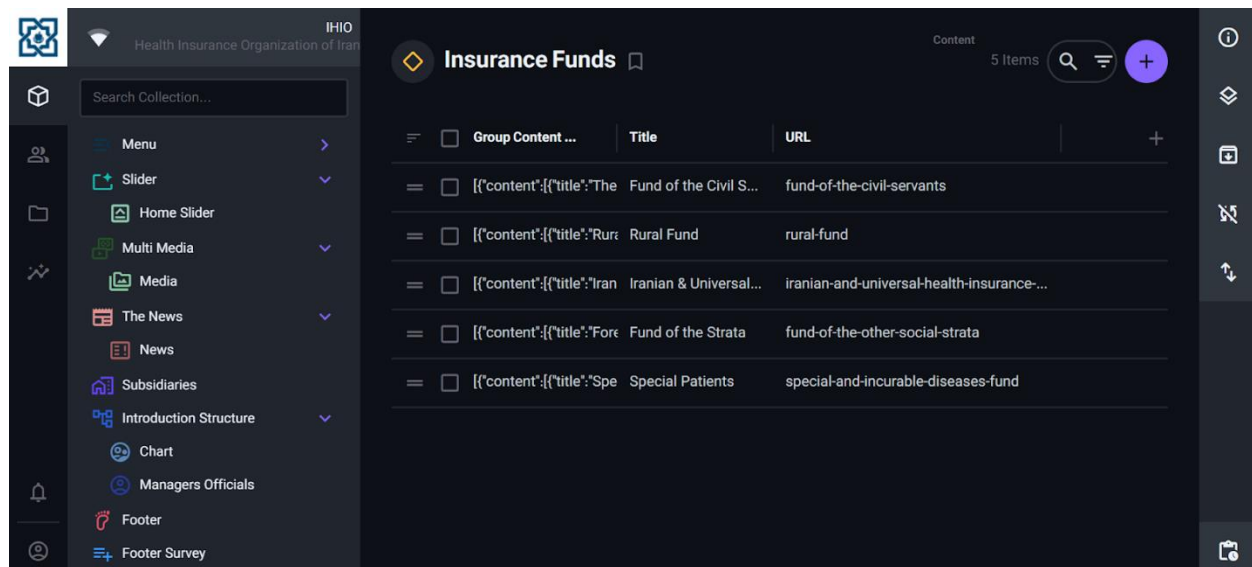 IHIO
Health Insurance Organization of Iran
Search Collection...
Menu
Slider
Home Slider
Multi Media
Media
The News
News
Subsidiaries
Introduction Structure
Chart
Managers Officials
Footer
Footer Survey
Content
Insurance Funds
5 Items
Group Content ... Title URL
[{"content":[{"title":"The Fund of the Civil S... fund-of-the-civil-servants
[{"content":[{"title":"Rura Rural Fund rural-fund
[{"content":[{"title":"Iran Iranian & Universal... iranian-and-universal-health-insurance-...
[{"content":[{"title":"Fore Fund of the Strata fund-of-the-other-social-strata
[{"content":[{"title":"Spe Special Patients special-and-incurable-diseases-fund